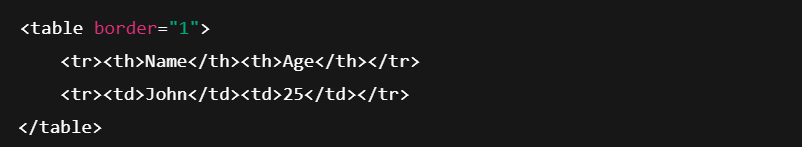 <table border="1">
    <tr><th>Name</th><th>Age</th></tr>
    <tr><td>John</td><td>25</td></tr>
</table>